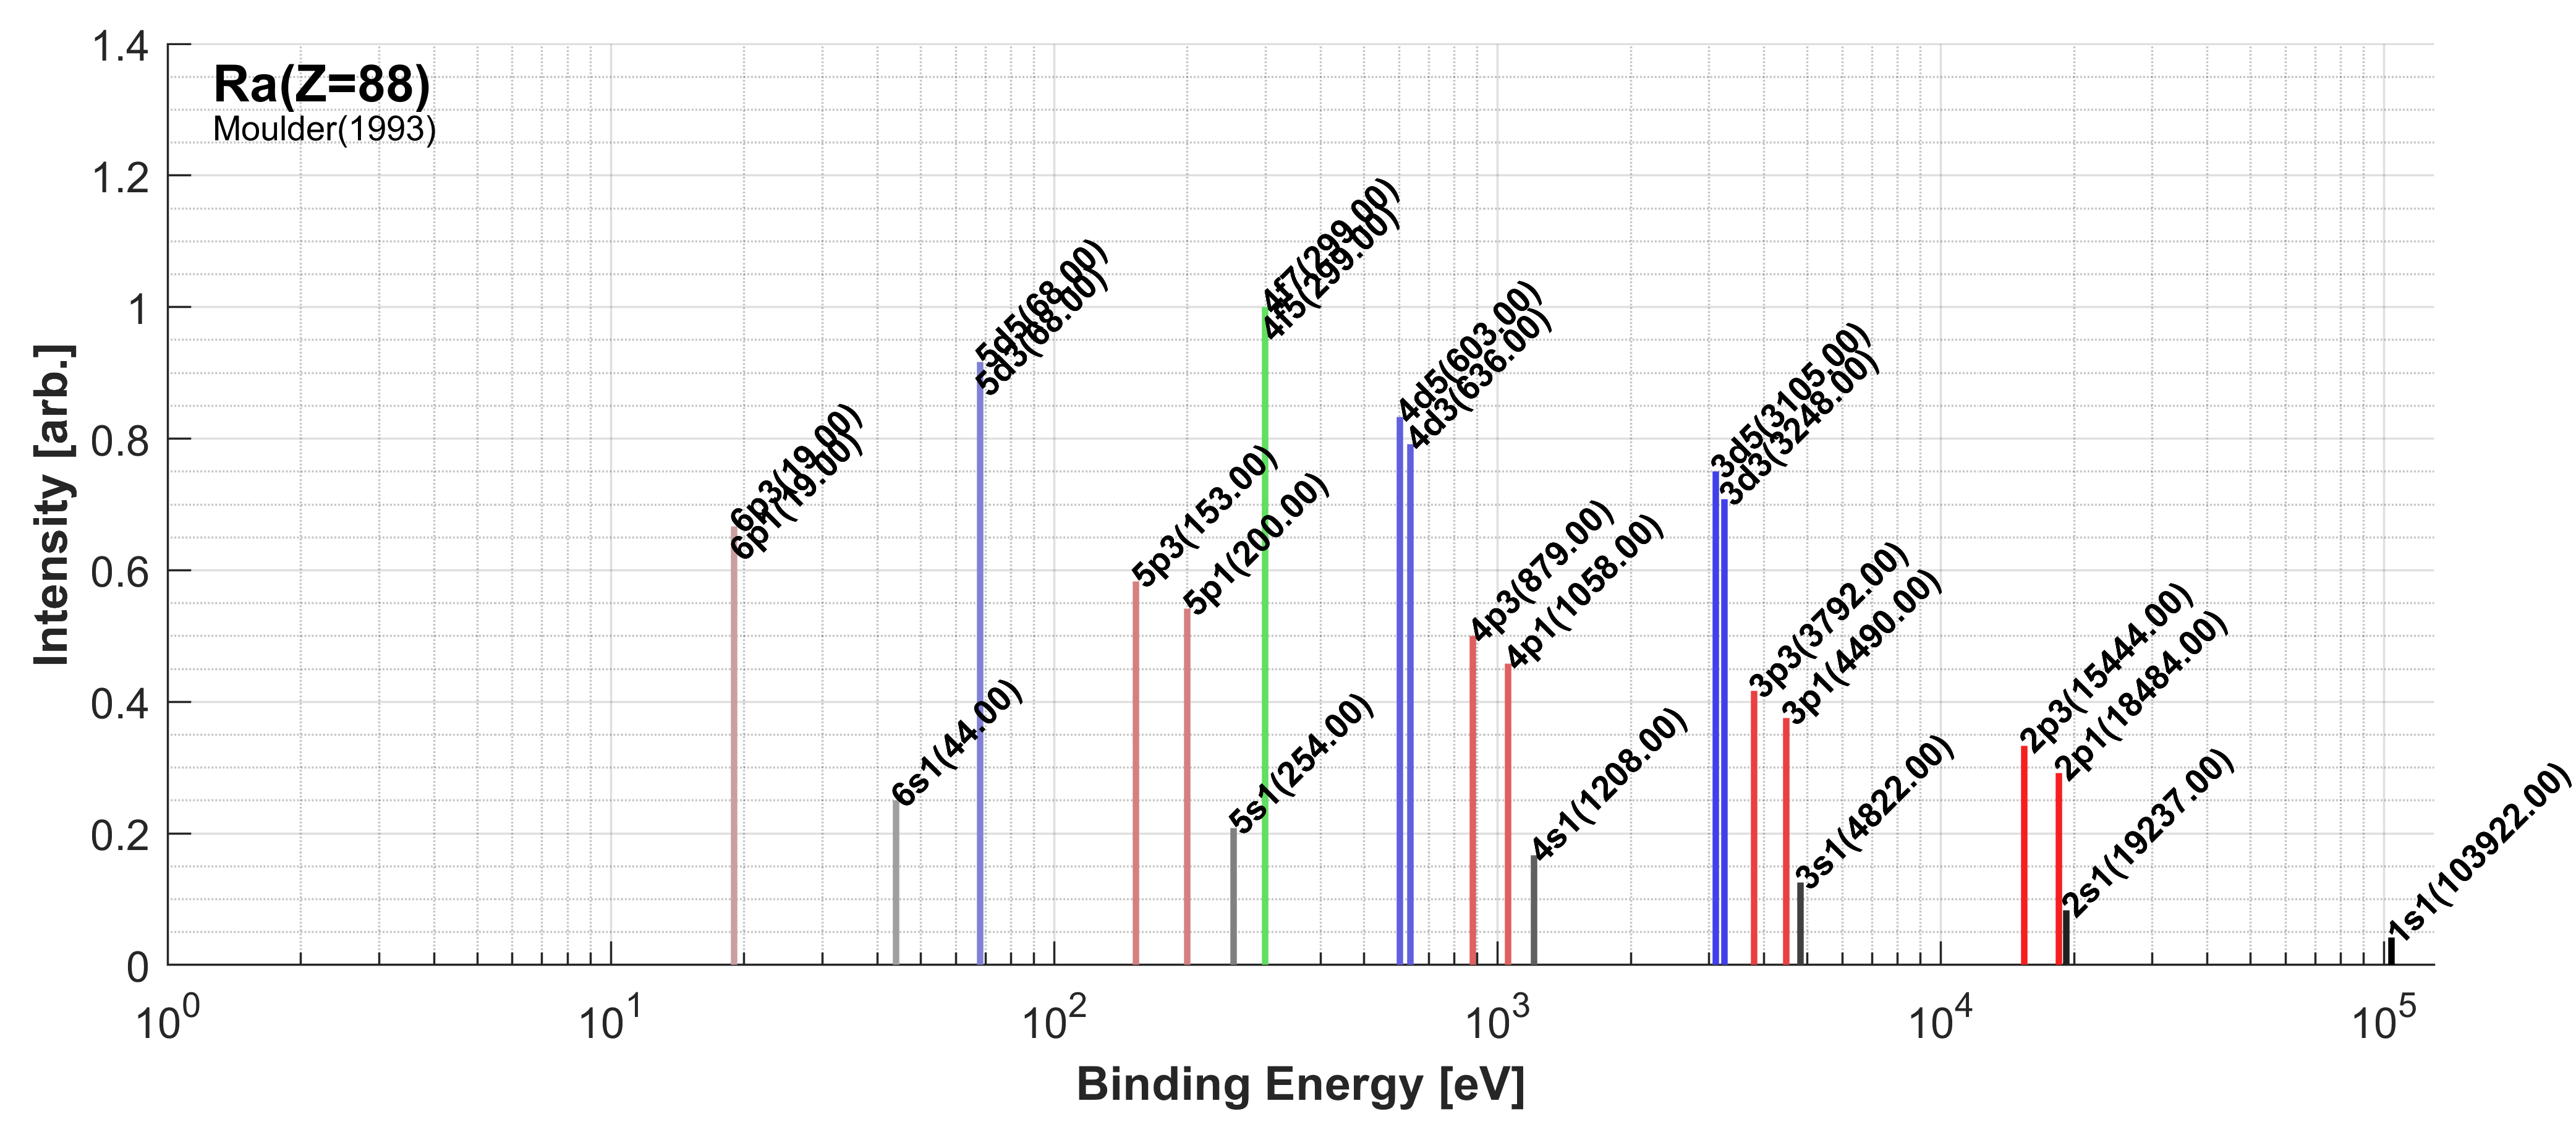 Ra(Z=88)
Moulder(1993)
1.4
1.2
1
0.8
0.6
0.4
0.2
0
Intensity [arb.]
6p3(19.00)
6p1(19.00)
6s1(44.00)
5d5(68.00)
5d3(68.00)
5p3(153.00)
5p1(200.00)
5s1(254.00)
4f7(299.00)
4f5(299.00)
4d5(603.00)
4d3(636.00)
4p3(879.00)
4p1(1058.00)
4s1(1208.00)
3d5(3105.00)
3d3(3248.00)
3p3(3792.00)
3p1(4490.00)
3s1(4822.00)
2p3(15444.00)
2p1(18484.00)
2s1(19237.00)
1s1(103922.00)
10^0
10^1
10^2
10^3
10^4
10^5
Binding Energy [eV]